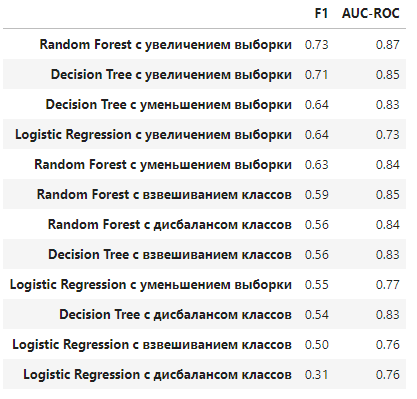 F1 AUC-ROC
Random Forest с увеличением выборки 0.73 0.87
Decision Tree с увеличением выборки 0.71 0.85
Decision Tree с уменьшением выборки 0.64 0.83
Logistic Regression с увеличением выборки 0.64 0.73
Random Forest с уменьшением выборки 0.63 0.84
Random Forest с взвешиванием классов 0.59 0.85
Random Forest с дисбалансом классов 0.56 0.84
Decision Tree с взвешиванием классов 0.56 0.83
Logistic Regression с уменьшением выборки 0.55 0.77
Decision Tree с дисбалансом классов 0.54 0.83
Logistic Regression с взвешиванием классов 0.50 0.76
Logistic Regression с дисбалансом классов 0.31 0.76